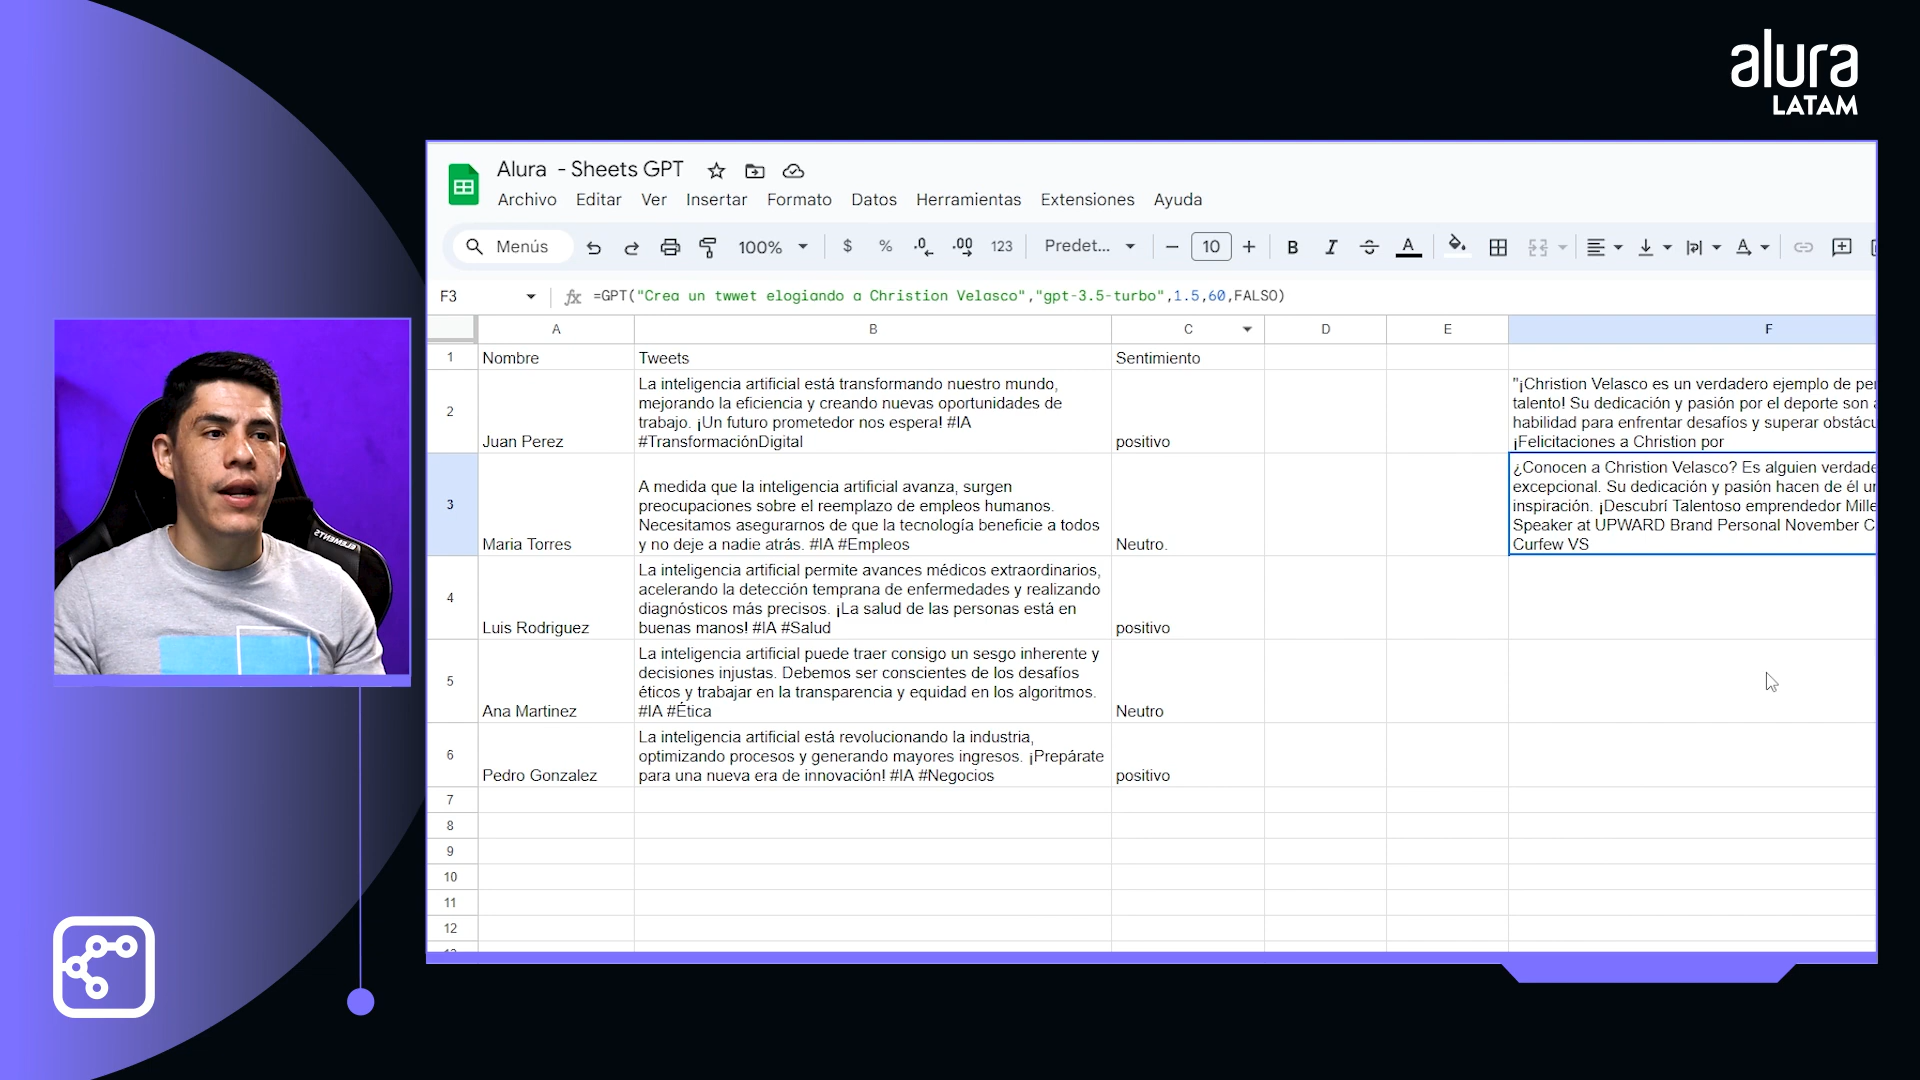 alura
LATAM
Alura - Sheets GPT
Archivo Editar Ver Insertar Formato Datos Herramientas Extensiones Ayuda
Menús 100% $ % .0 .00 123 Predet... 10 B I A A
F3 fx =GPT("Crea un twwet elogiando a Christion Velasco","gpt-3.5-turbo",1.5,60,FALSO)
A B C D E F
1 Nombre Tweets Sentimiento
La inteligencia artificial está transformando nuestro mundo,
mejorando la eficiencia y creando nuevas oportunidades de
trabajo. ¡Un futuro prometedor nos espera! #IA
#TransformaciónDigital
2 Juan Perez positivo
"¡Christion Velasco es un verdadero ejemplo de
talento! Su dedicación y pasión por el deporte son
habilidad para enfrentar desafíos y superar
¡Felicitaciones a Christion por
A medida que la inteligencia artificial avanza, surgen
preocupaciones sobre el reemplazo de empleos humanos.
Necesitamos asegurarnos de que la tecnología beneficie a todos
y no deje a nadie atrás. #IA #Empleos
3 Maria Torres Neutro.
¿Conocen a Christion Velasco? Es alguien
excepcional. Su dedicación y pasión hacen de él
inspiración. ¡Descubrí Talentoso emprendedor
Speaker at UPWARD Brand Personal November
Curfew VS
La inteligencia artificial permite avances médicos extraordinarios,
acelerando la detección temprana de enfermedades y realizando
diagnósticos más precisos. ¡La salud de las personas está en
buenas manos! #IA #Salud
4 Luis Rodriguez positivo
La inteligencia artificial puede traer consigo un sesgo inherente y
decisiones injustas. Debemos ser conscientes de los desafíos
éticos y trabajar en la transparencia y equidad en los algoritmos.
#IA #Ética
5 Ana Martinez Neutro
La inteligencia artificial está revolucionando la industria,
optimizando procesos y generando mayores ingresos. ¡Prepárate
para una nueva era de innovación! #IA #Negocios
6 Pedro Gonzalez positivo
7
8
9
10
11
12